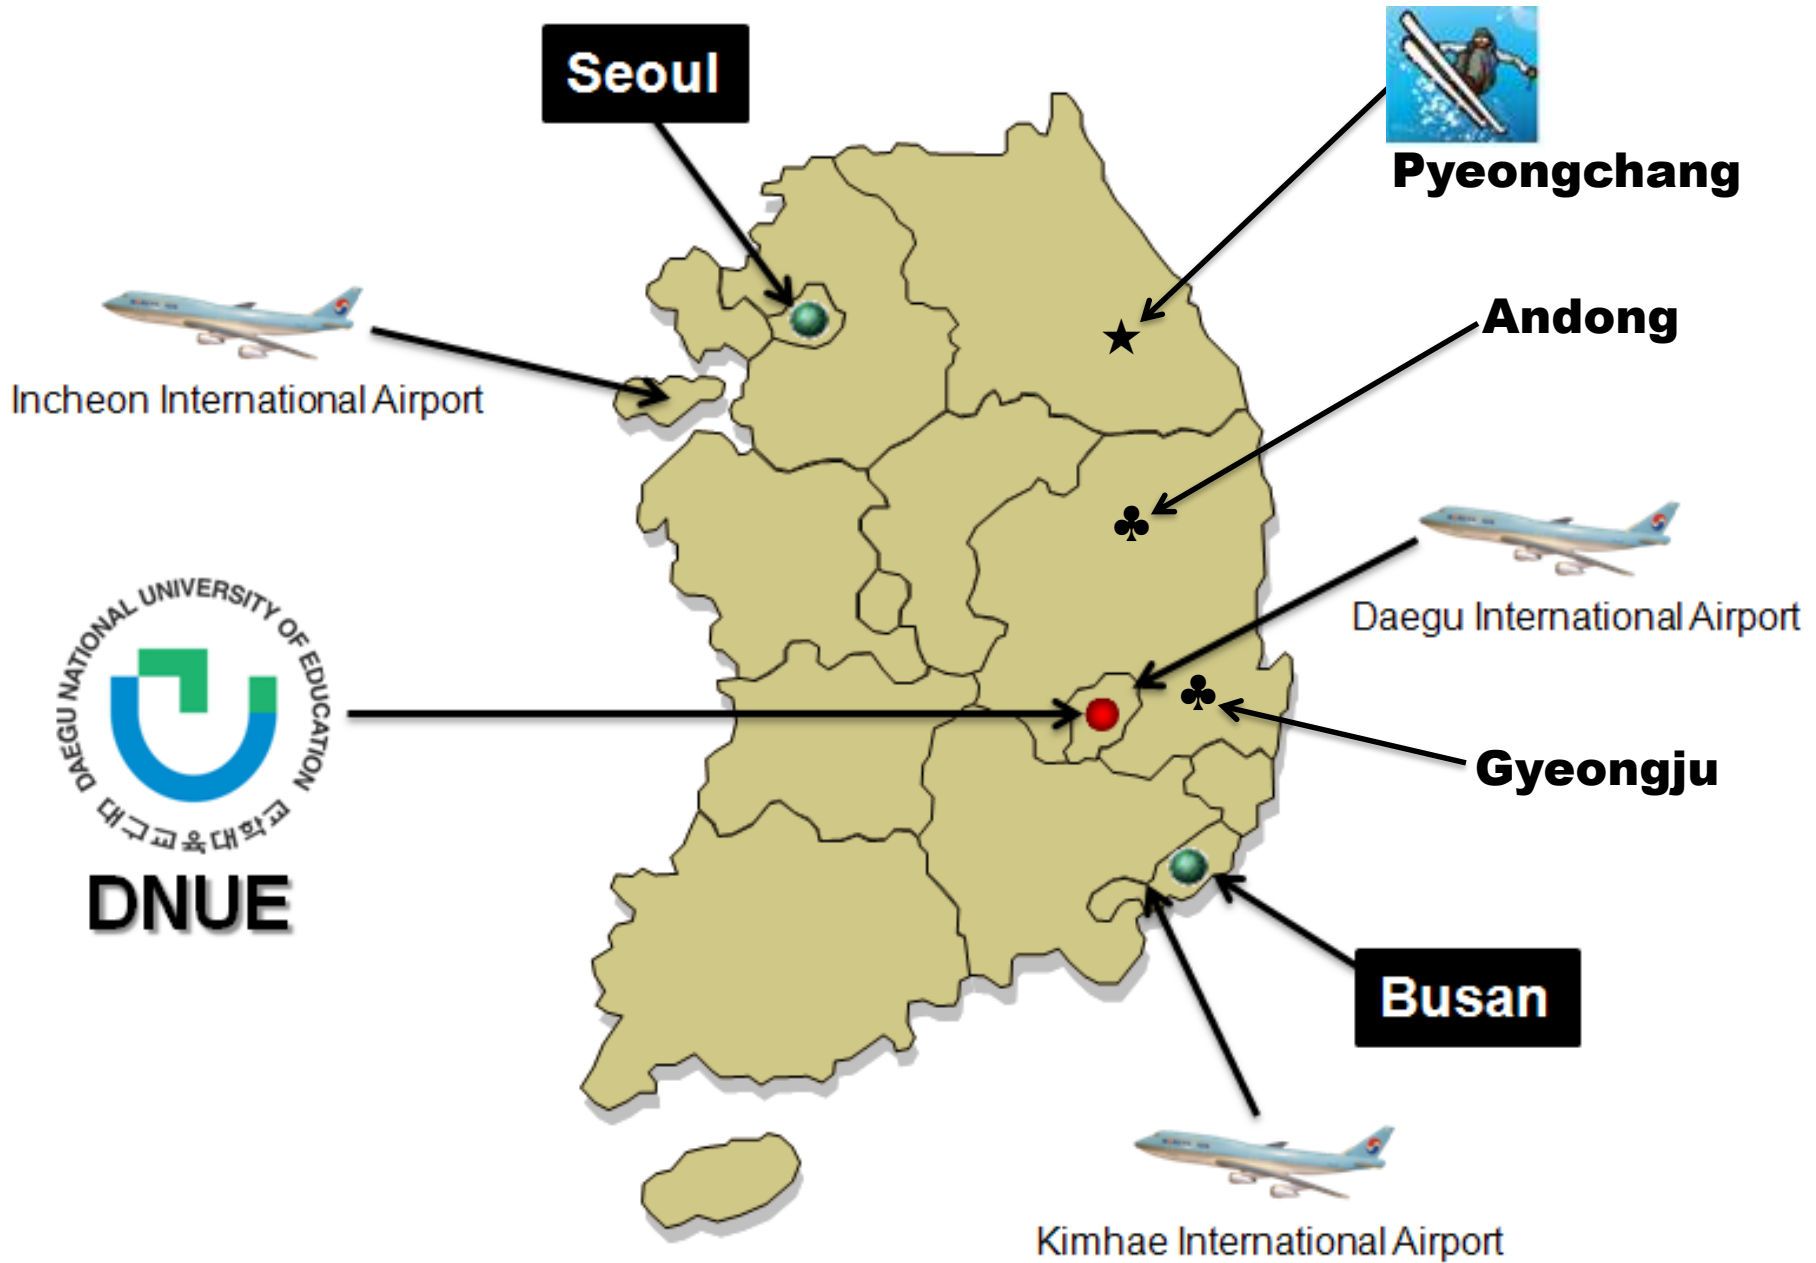 Seoul
Pyeongchang
Andong
Incheon International Airport
Daegu International Airport
DAEGU NATIONAL UNIVERSITY OF EDUCATION
대구교육대학교
DNUE
Gyeongju
Busan
Kimhae International Airport